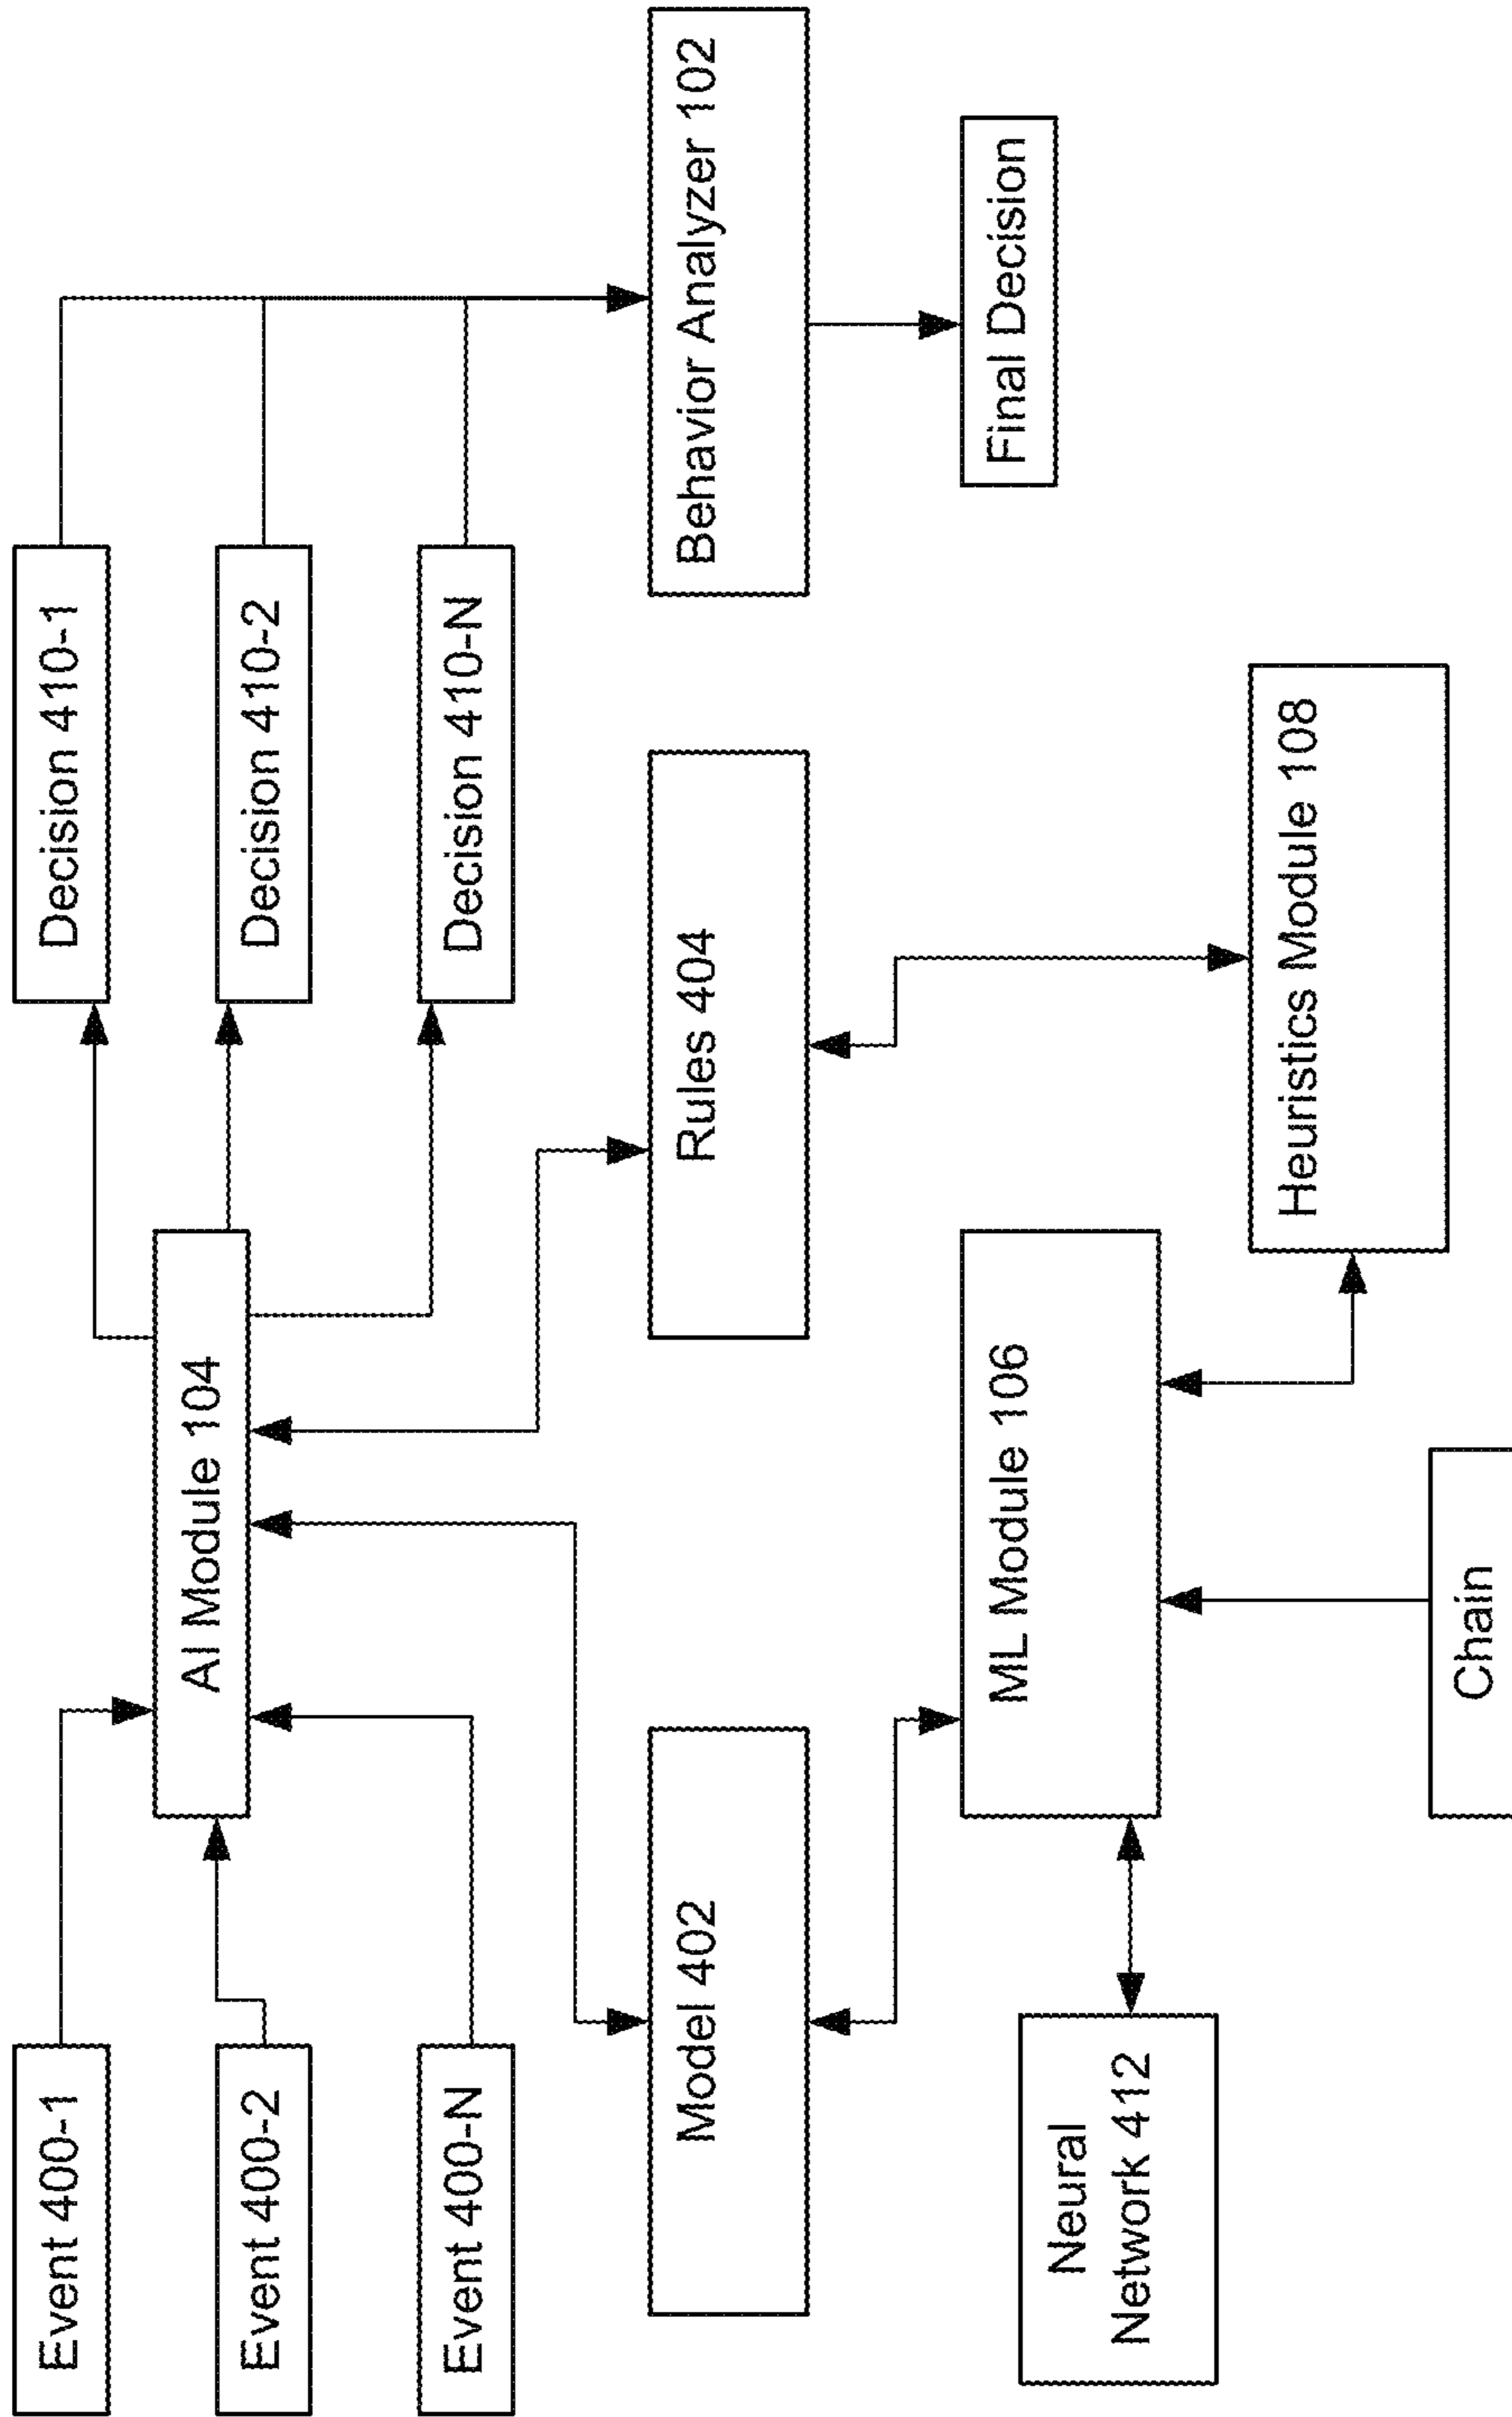 Event 400-1
Event 400-2
Event 400-N
AI Module 104
Decision 410-1
Decision 410-2
Decision 410-N
Model 402
Rules 404
Behavior Analyzer 102
Final Decision
Neural
Network 412
ML Module 106
Heuristics Module 108
Chain